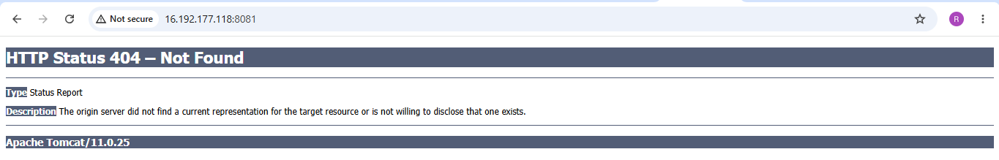 Not secure 16.192.177.118:8081 R
HTTP Status 404 – Not Found
Type Status Report
Description The origin server did not find a current representation for the target resource or is not willing to disclose that one exists.
Apache Tomcat/11.0.25